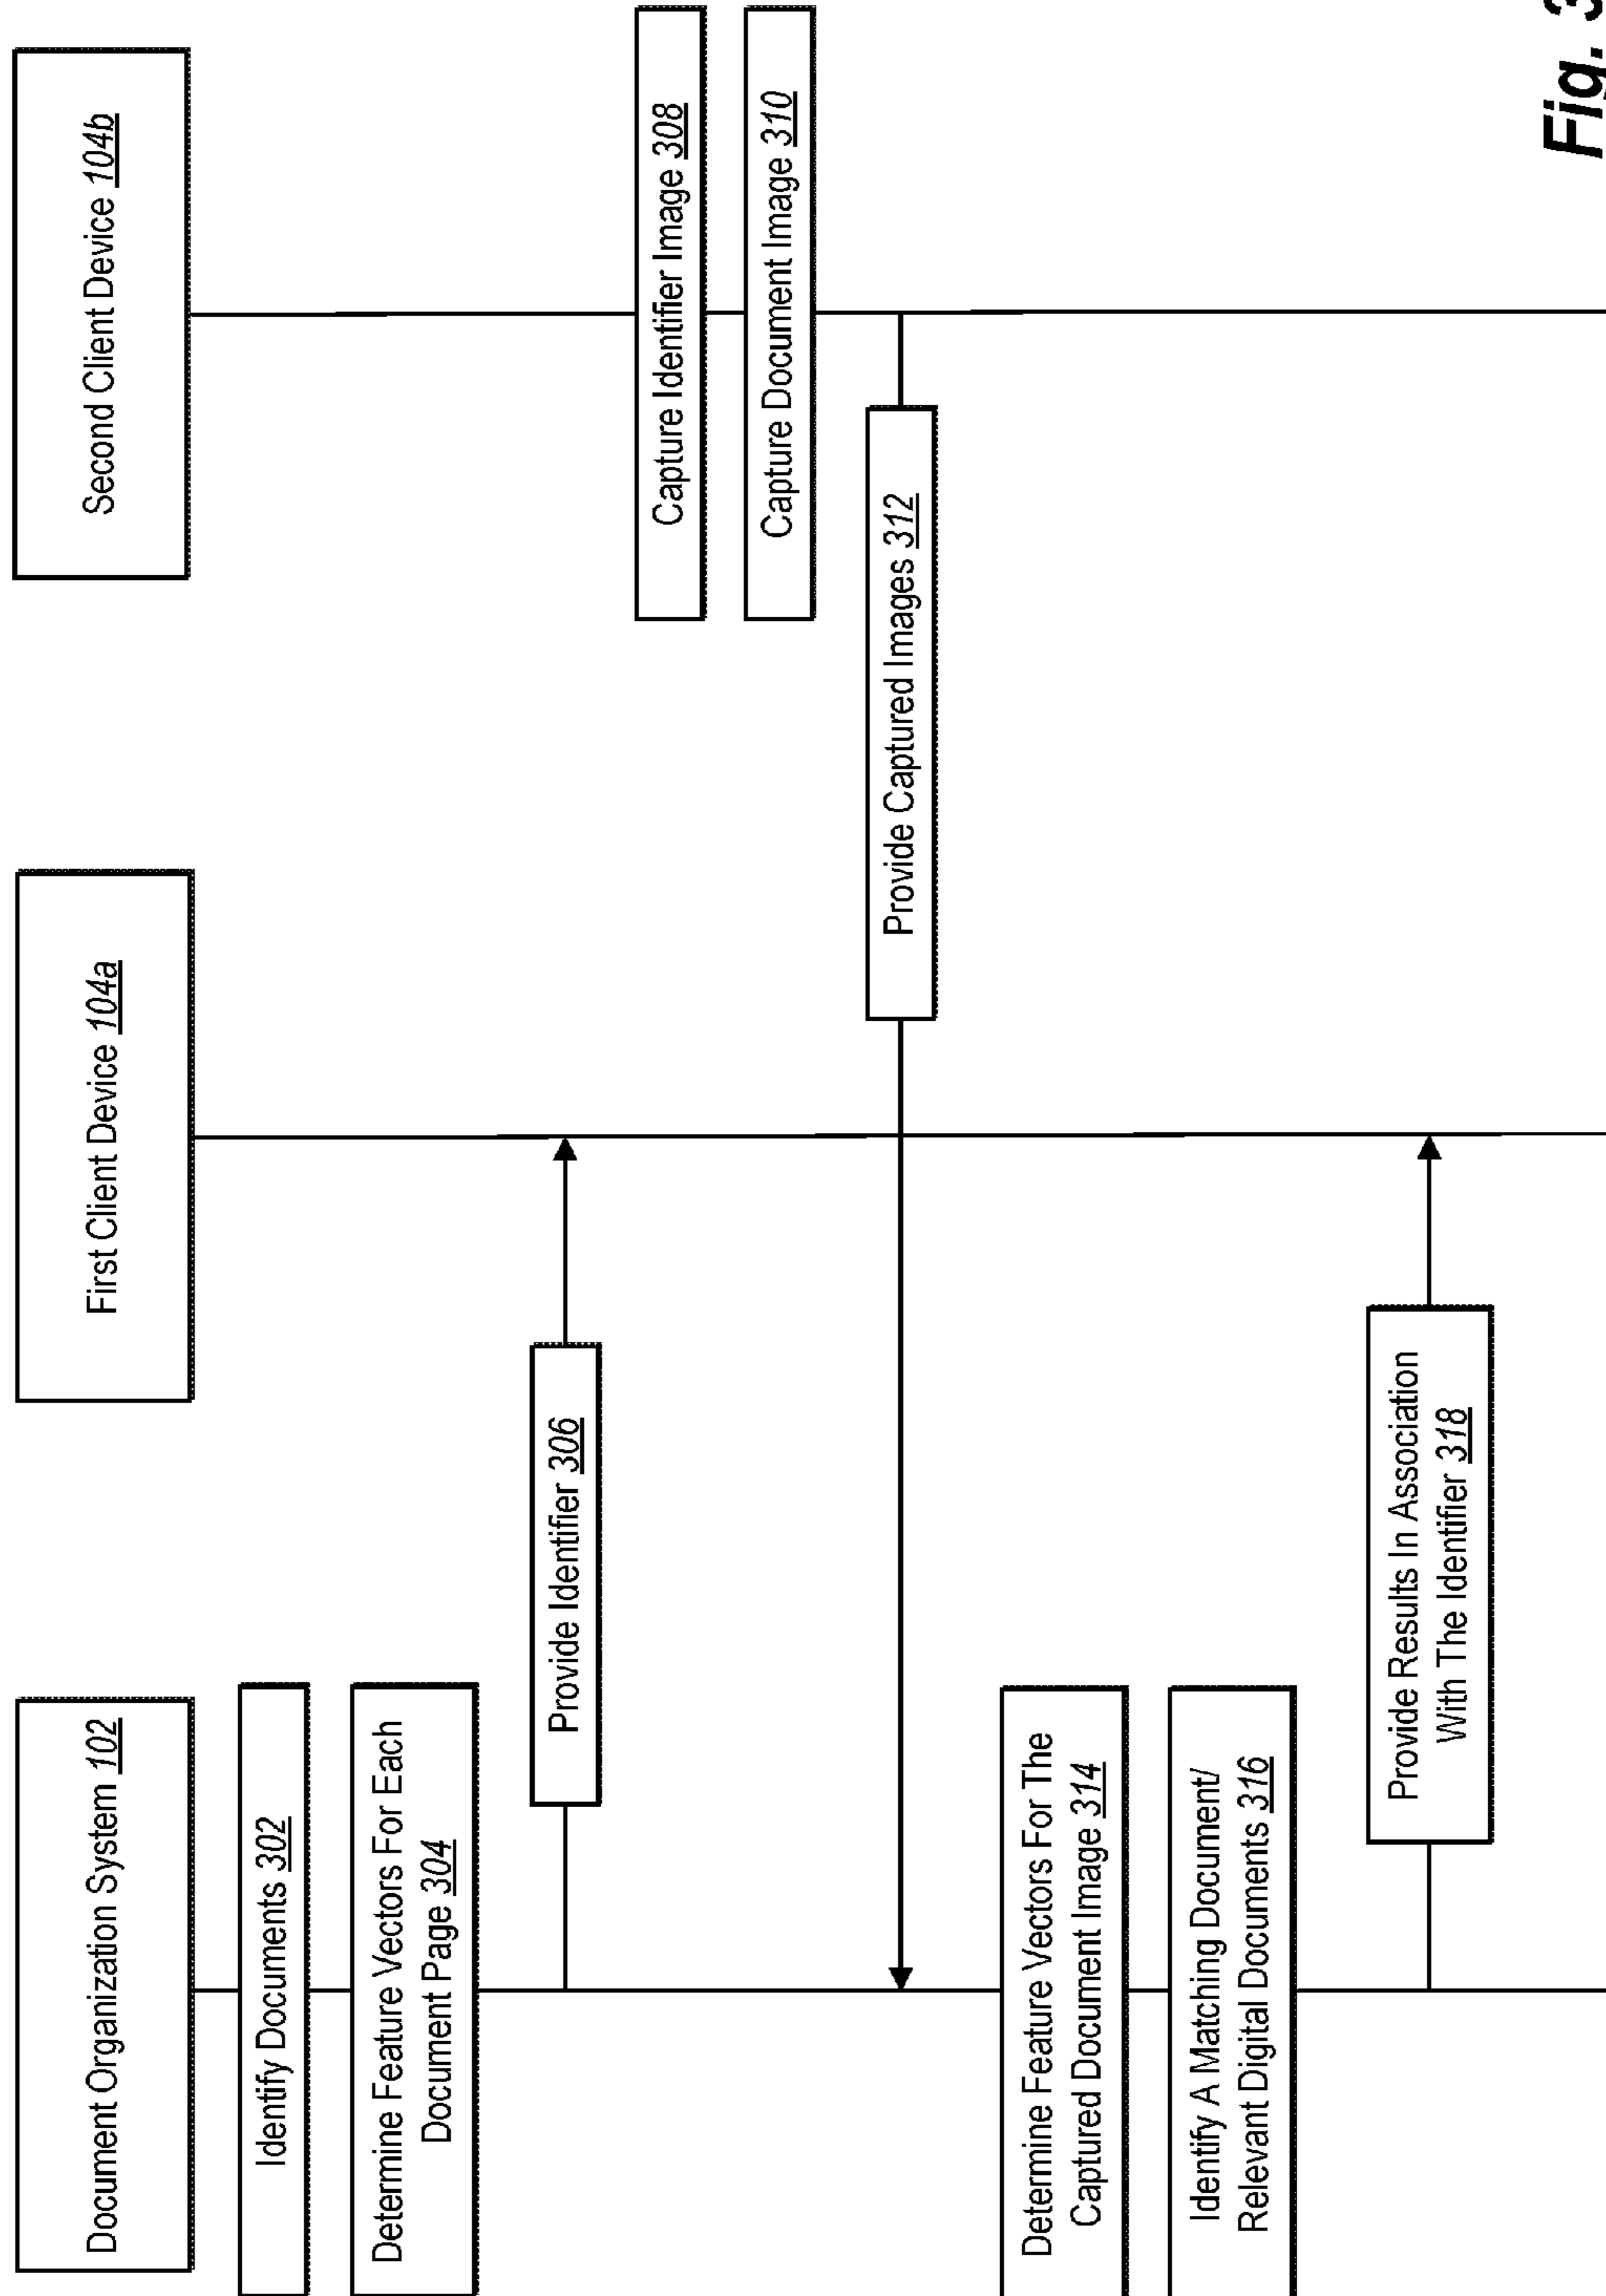 Document Organization System 102
First Client Device 104a
Second Client Device 104b
Identify Documents 302
Determine Feature Vectors For Each
Document Page 304
Provide Identifier 306
Capture Identifier Image 308
Capture Document Image 310
Provide Captured Images 312
Determine Feature Vectors For The
Captured Document Image 314
Identify A Matching Document/
Relevant Digital Documents 316
Provide Results In Association
With The Identifier 318
Fig. 3